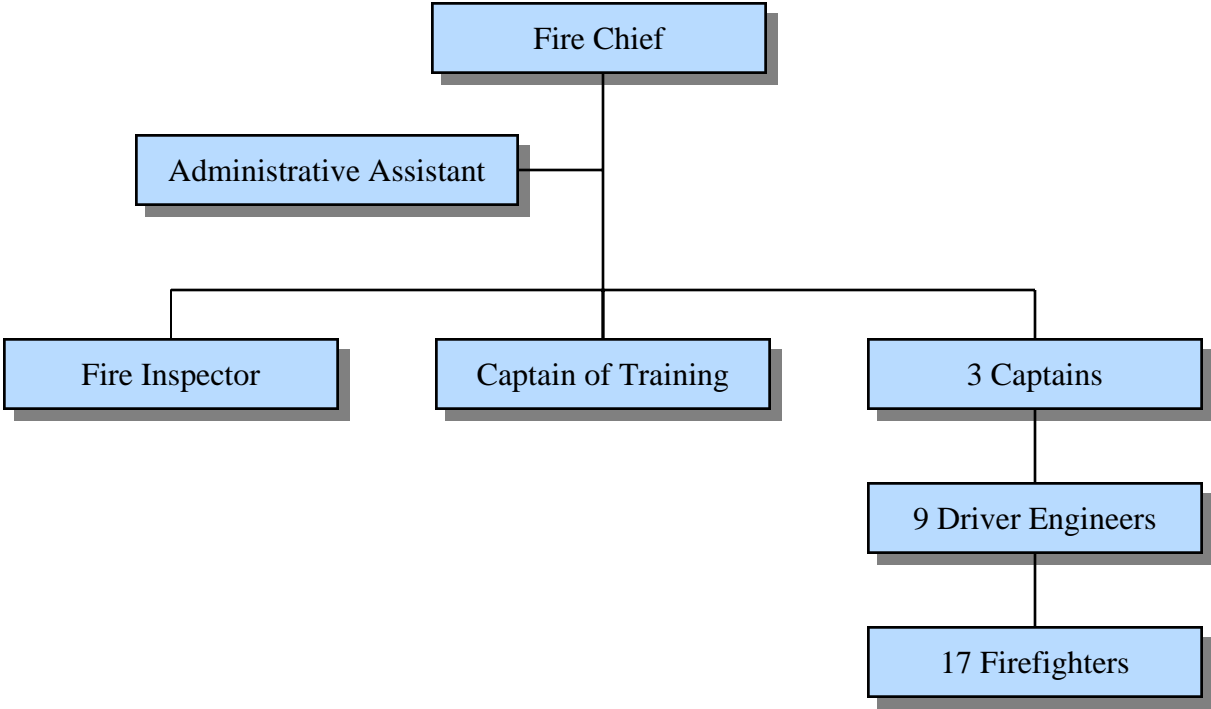 Fire Chief
Administrative Assistant
Fire Inspector
Captain of Training
3 Captains
9 Driver Engineers
17 Firefighters